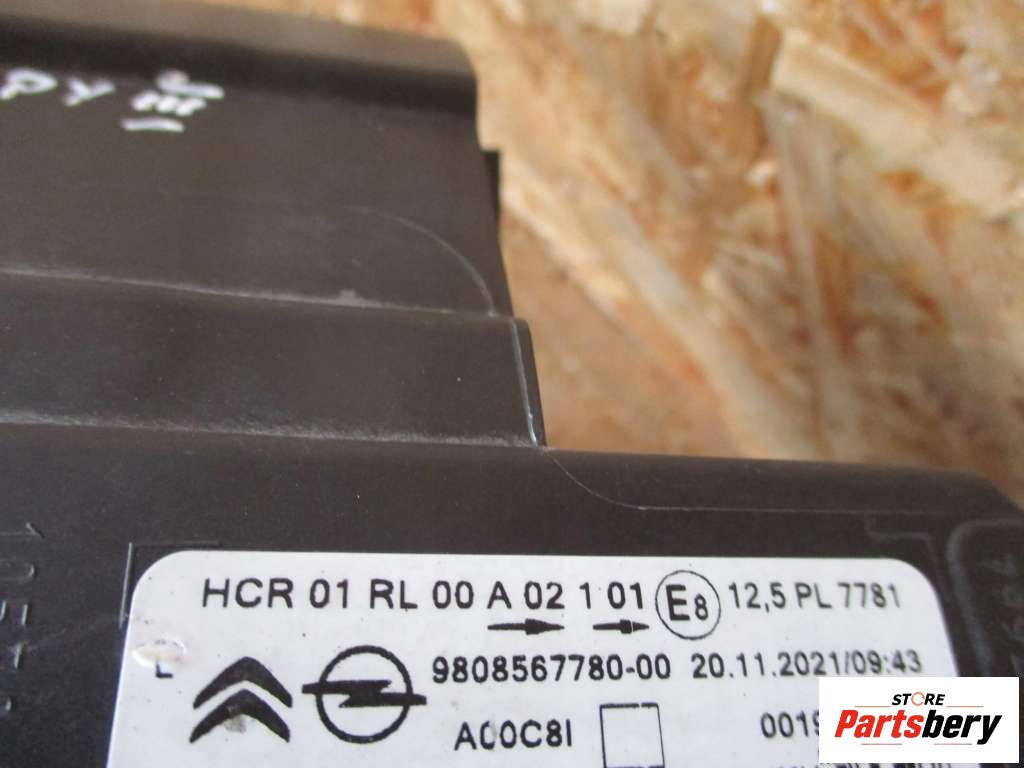 HCR 01 RL 00 A 02 1 01 E8 12,5 PL 7781
L
9808567780-00 20.11.2021/09:43
A00C8I
STORE
Partsbery